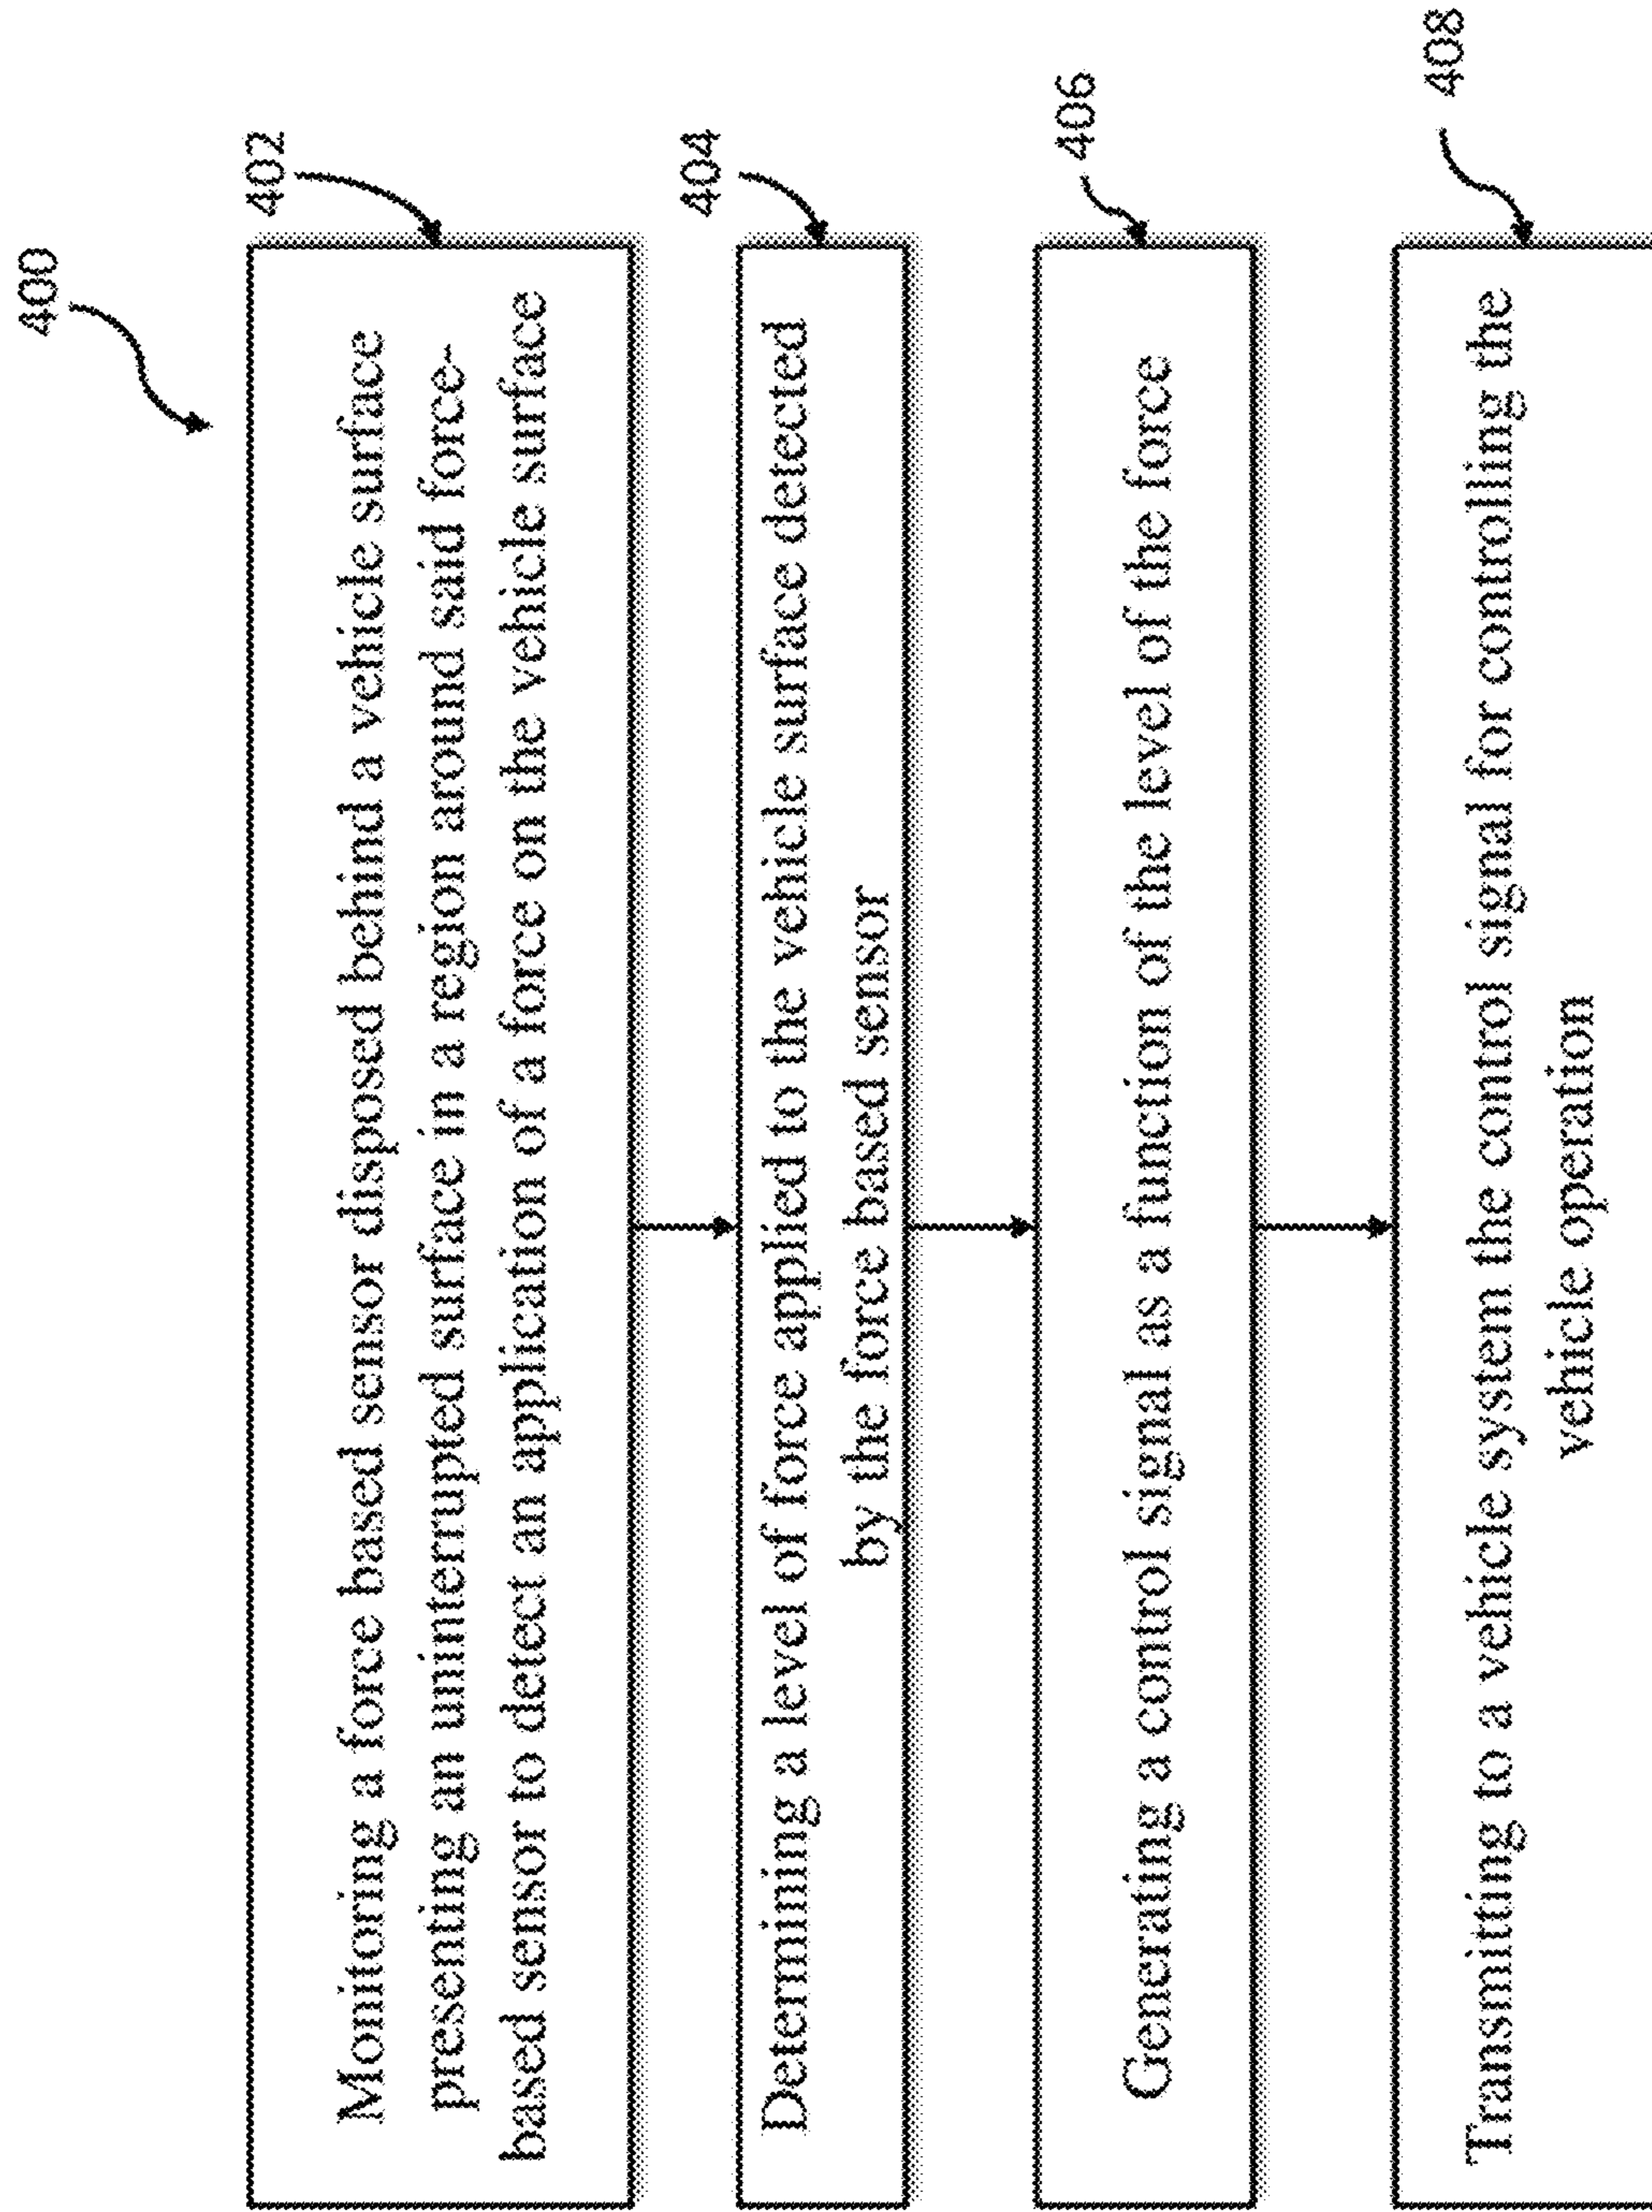 400
402
Monitoring a force based sensor disposed behind a vehicle surface
presenting an uninterrupted surface in a region around said force-
based sensor to detect an application of a force on the vehicle surface
404
Determining a level of force applied to the vehicle surface detected
by the force based sensor
406
Generating a control signal as a function of the level of the force
408
Transmitting to a vehicle system the control signal for controlling the
vehicle operation